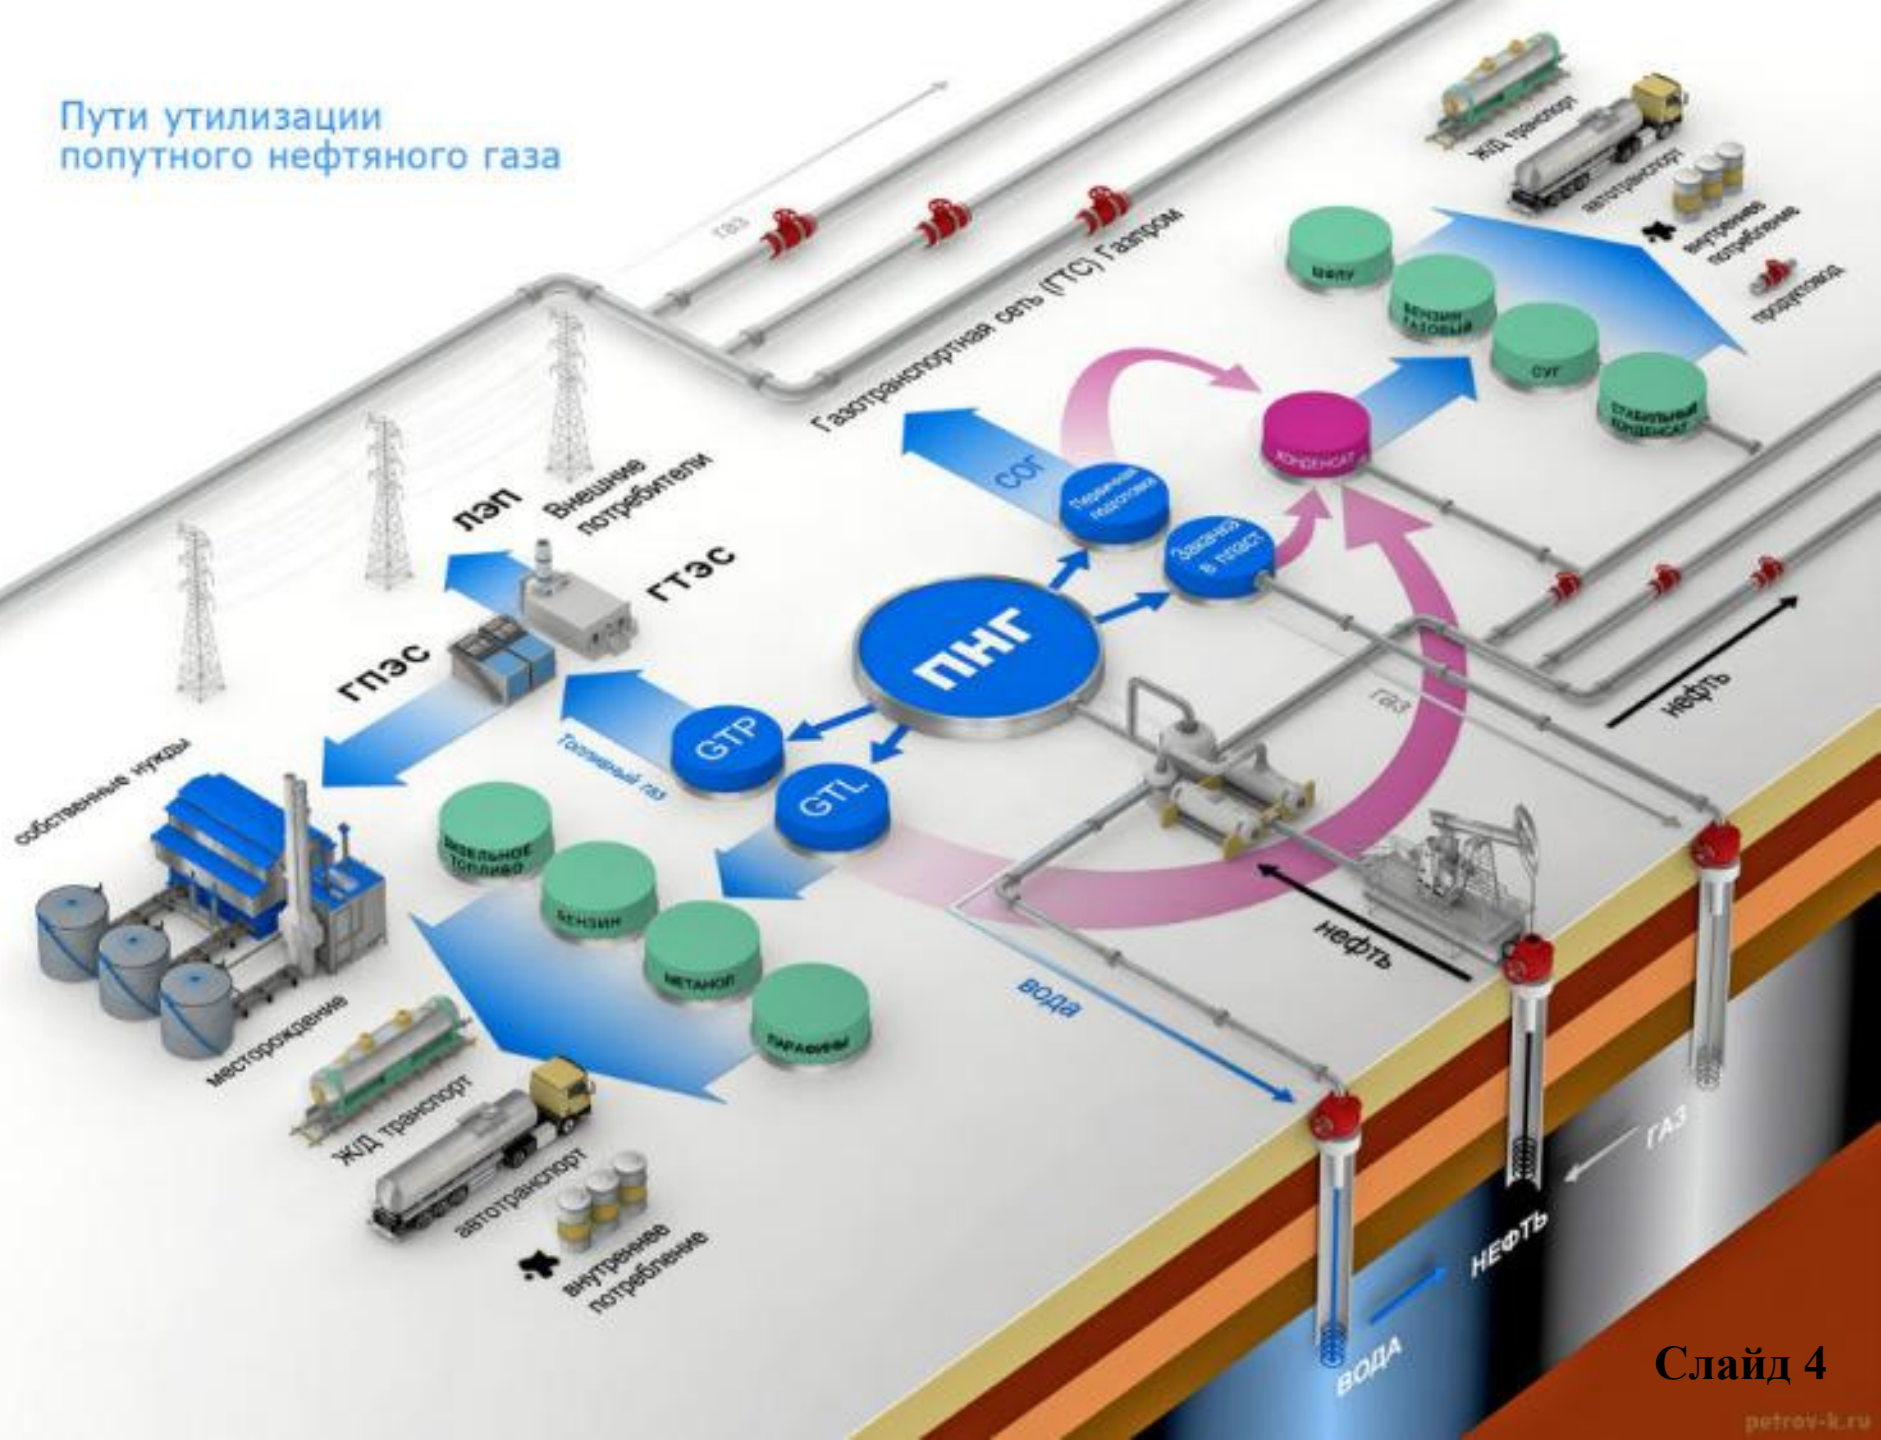 Пути утилизации
попутного нефтяного газа
газ
Газотранспортная сеть (ГТС) Газпром
Ж/Д транспорт
автотранспорт
внутреннее
потребление
продуктовод
ШФЛУ
БЕНЗИН
ГАЗОВЫЙ
СУГ
СТАБИЛЬНЫЙ
КОНДЕНСАТ
КОНДЕНСАТ
СОГ
Первичная
подготовка
Закачка
в пласт
ЛЭП
Внешние
потребители
ГТЭС
ГПЭС
ПНГ
GTP
GTL
Топливный газ
собственные нужды
месторождение
ДИЗЕЛЬНОЕ
ТОПЛИВО
БЕНЗИН
МЕТАНОЛ
ПАРАФИНЫ
Ж/Д транспорт
автотранспорт
внутреннее
потребление
газ
нефть
нефть
вода
ГАЗ
НЕФТЬ
ВОДА
Слайд 4
petrov-k.ru